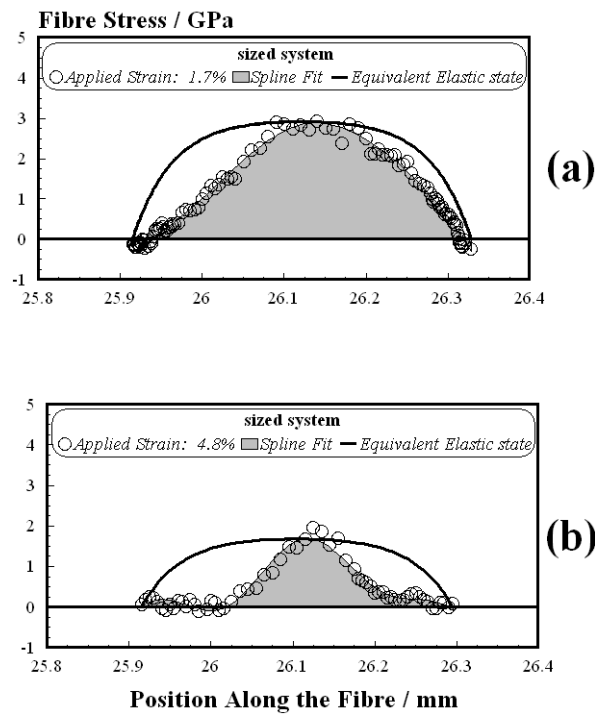 Fibre Stress / GPa
sized system
Applied Strain: 1.7% Spline Fit Equivalent Elastic state
5
4
3
2
1
0
-1
25.8 25.9 26 26.1 26.2 26.3 26.4
(a)
sized system
Applied Strain: 4.8% Spline Fit Equivalent Elastic state
5
4
3
2
1
0
-1
25.8 25.9 26 26.1 26.2 26.3 26.4
(b)
Position Along the Fibre / mm